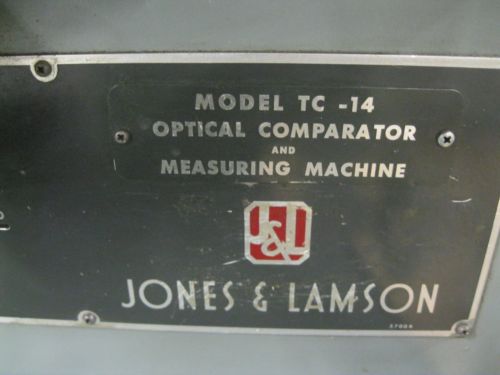 MODEL TC -14
OPTICAL COMPARATOR
AND
MEASURING MACHINE
J&L
JONES & LAMSON